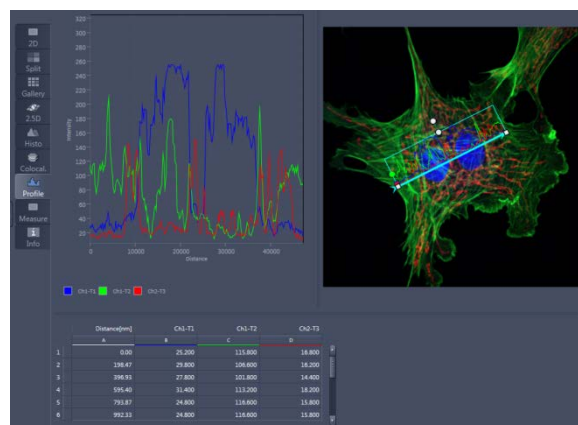 2D
Split
Gallery
2.5D
Histo
Colocal.
Profile
Measure
i
Info
320
300
280
260
240
220
200
180
160
140
120
100
80
60
40
20
Intensity
0 10000 20000 30000 40000
Distance
Ch1-T1 Ch1-T2 Ch2-T3
Distance[nm] Ch1-T1 Ch1-T2 Ch2-T3
A B C D
1 0.00 25.200 115.800 16.800
2 198.47 29.800 106.600 16.200
3 396.93 27.800 101.800 14.400
4 595.40 31.400 113.200 18.200
5 793.87 24.800 116.600 15.800
6 992.33 24.800 116.600 15.800